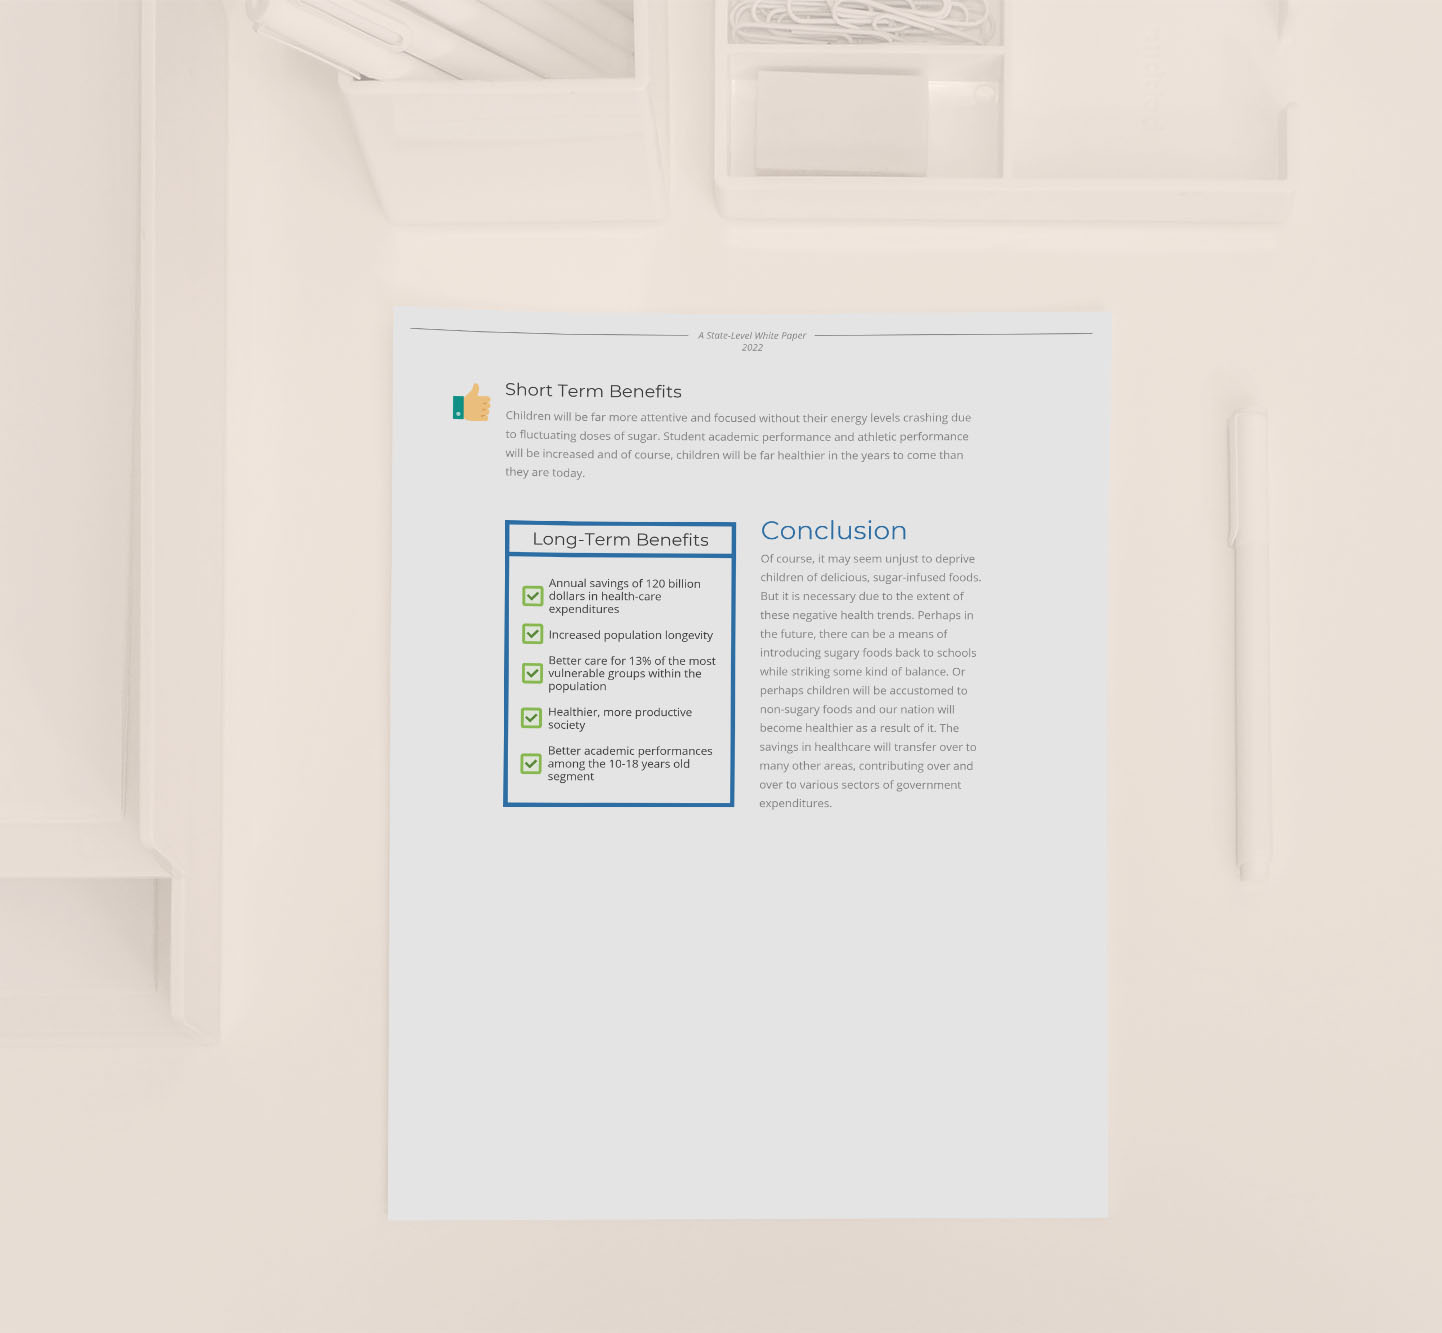 A State-Level White Paper
2022
Short Term Benefits
Children will be far more attentive and focused without their energy levels crashing due
to fluctuating doses of sugar. Student academic performance and athletic performance
will be increased and of course, children will be far healthier in the years to come than
they are today.
Long-Term Benefits
Annual savings of 120 billion
dollars in health-care
expenditures
Increased population longevity
Better care for 13% of the most
vulnerable groups within the
population
Healthier, more productive
society
Better academic performances
among the 10-18 years old
segment
Conclusion
Of course, it may seem unjust to deprive
children of delicious, sugar-infused foods.
But it is necessary due to the extent of
these negative health trends. Perhaps in
the future, there can be a means of
introducing sugary foods back to schools
while striking some kind of balance. Or
perhaps children will be accustomed to
non-sugary foods and our nation will
become healthier as a result of it. The
savings in healthcare will transfer over to
many other areas, contributing over and
over to various sectors of government
expenditures.